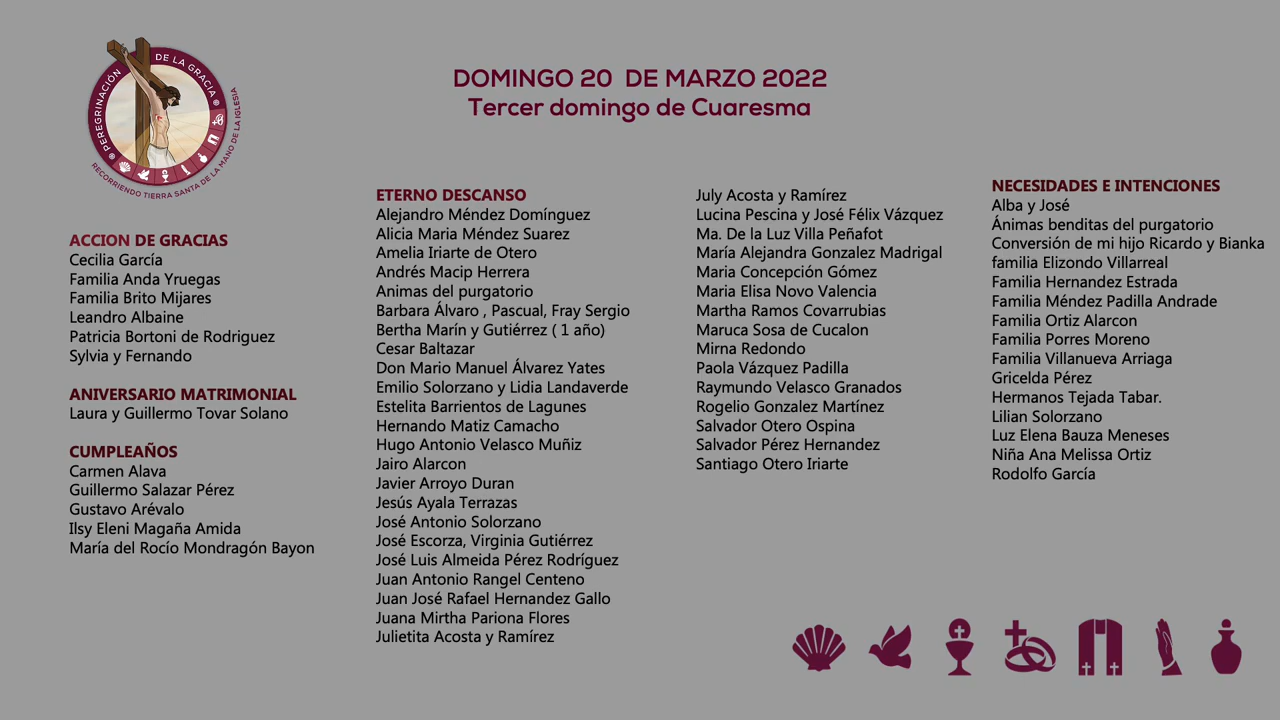 PEREGRINACIÓN DE LA GRACIA
RECORRIENDO TIERRA SANTA DE LA MANO DE LA IGLESIA
DOMINGO 20 DE MARZO 2022
Tercer domingo de Cuaresma
ACCION DE GRACIAS
Cecilia García
Familia Anda Yruegas
Familia Brito Mijares
Leandro Albaine
Patricia Bortoni de Rodriguez
Sylvia y Fernando
ANIVERSARIO MATRIMONIAL
Laura y Guillermo Tovar Solano
CUMPLEAÑOS
Carmen Alava
Guillermo Salazar Pérez
Gustavo Arévalo
Ilsy Eleni Magaña Amida
María del Rocío Mondragón Bayon
ETERNO DESCANSO
Alejandro Méndez Domínguez
Alicia Maria Méndez Suarez
Amelia Iriarte de Otero
Andrés Macip Herrera
Animas del purgatorio
Barbara Álvaro , Pascual, Fray Sergio
Bertha Marín y Gutiérrez ( 1 año)
Cesar Baltazar
Don Mario Manuel Álvarez Yates
Emilio Solorzano y Lidia Landaverde
Estelita Barrientos de Lagunes
Hernando Matiz Camacho
Hugo Antonio Velasco Muñiz
Jairo Alarcon
Javier Arroyo Duran
Jesús Ayala Terrazas
José Antonio Solorzano
José Escorza, Virginia Gutiérrez
José Luis Almeida Pérez Rodríguez
Juan Antonio Rangel Centeno
Juan José Rafael Hernandez Gallo
Juana Mirtha Pariona Flores
Julietita Acosta y Ramírez
July Acosta y Ramírez
Lucina Pescina y José Félix Vázquez
Ma. De la Luz Villa Peñafot
María Alejandra Gonzalez Madrigal
Maria Concepción Gómez
Maria Elisa Novo Valencia
Martha Ramos Covarrubias
Maruca Sosa de Cucalon
Mirna Redondo
Paola Vázquez Padilla
Raymundo Velasco Granados
Rogelio Gonzalez Martínez
Salvador Otero Ospina
Salvador Pérez Hernandez
Santiago Otero Iriarte
NECESIDADES E INTENCIONES
Alba y José
Ánimas benditas del purgatorio
Conversión de mi hijo Ricardo y Bianka
familia Elizondo Villarreal
Familia Hernandez Estrada
Familia Méndez Padilla Andrade
Familia Ortiz Alarcon
Familia Porres Moreno
Familia Villanueva Arriaga
Gricelda Pérez
Hermanos Tejada Tabar.
Lilian Solorzano
Luz Elena Bauza Meneses
Niña Ana Melissa Ortiz
Rodolfo García